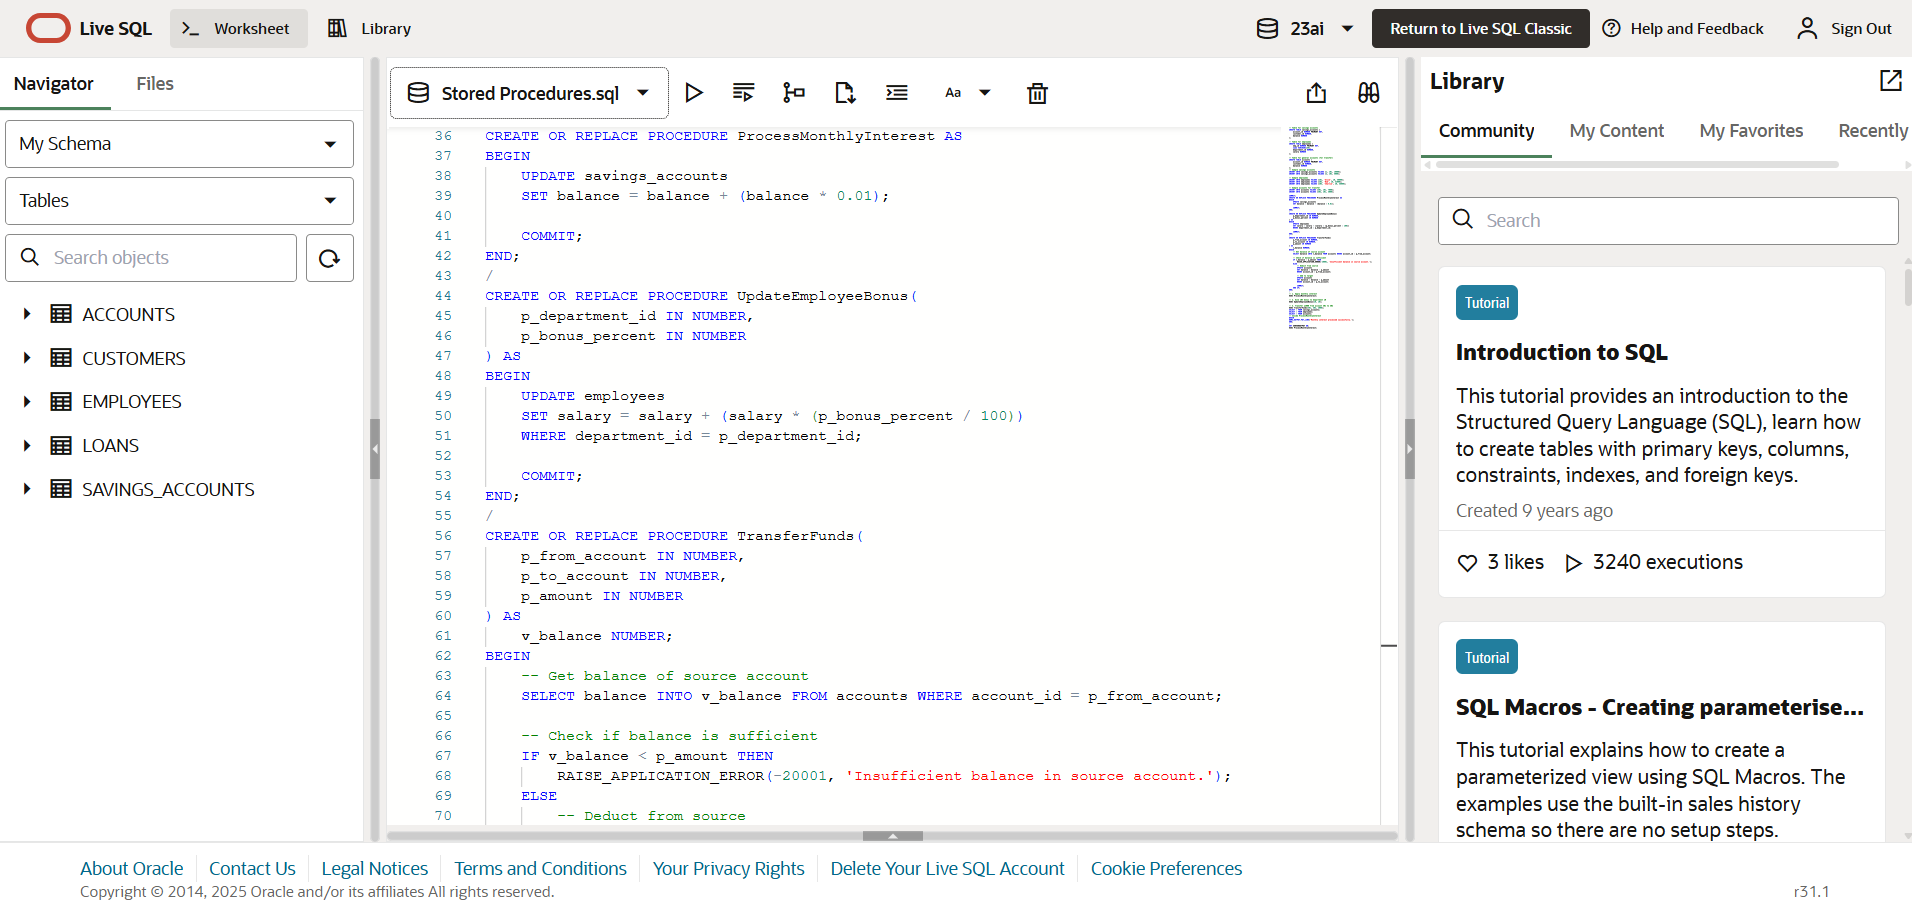 Live SQL
Worksheet
Library
23ai
Return to Live SQL Classic
Help and Feedback
Sign Out
Navigator
Files
My Schema
Tables
Search objects
ACCOUNTS
CUSTOMERS
EMPLOYEES
LOANS
SAVINGS_ACCOUNTS
Stored Procedures.sql
Aa
36 CREATE OR REPLACE PROCEDURE ProcessMonthlyInterest AS
37 BEGIN
38 UPDATE savings_accounts
39 SET balance = balance + (balance * 0.01);
40
41 COMMIT;
42 END;
43 /
44 CREATE OR REPLACE PROCEDURE UpdateEmployeeBonus(
45 p_department_id IN NUMBER,
46 p_bonus_percent IN NUMBER
47 ) AS
48 BEGIN
49 UPDATE employees
50 SET salary = salary + (salary * (p_bonus_percent / 100))
51 WHERE department_id = p_department_id;
52
53 COMMIT;
54 END;
55 /
56 CREATE OR REPLACE PROCEDURE TransferFunds(
57 p_from_account IN NUMBER,
58 p_to_account IN NUMBER,
59 p_amount IN NUMBER
60 ) AS
61 v_balance NUMBER;
62 BEGIN
63 -- Get balance of source account
64 SELECT balance INTO v_balance FROM accounts WHERE account_id = p_from_account;
65
66 -- Check if balance is sufficient
67 IF v_balance < p_amount THEN
68 RAISE_APPLICATION_ERROR(-20001, 'Insufficient balance in source account.');
69 ELSE
70 -- Deduct from source
Library
Community
My Content
My Favorites
Recently
Search
Tutorial
Introduction to SQL
This tutorial provides an introduction to the
Structured Query Language (SQL), learn how
to create tables with primary keys, columns,
constraints, indexes, and foreign keys.
Created 9 years ago
3 likes
3240 executions
Tutorial
SQL Macros - Creating parameterise...
This tutorial explains how to create a
parameterized view using SQL Macros. The
examples use the built-in sales history
schema so there are no setup steps.
About Oracle
Contact Us
Legal Notices
Terms and Conditions
Your Privacy Rights
Delete Your Live SQL Account
Cookie Preferences
Copyright © 2014, 2025 Oracle and/or its affiliates All rights reserved.
r31.1